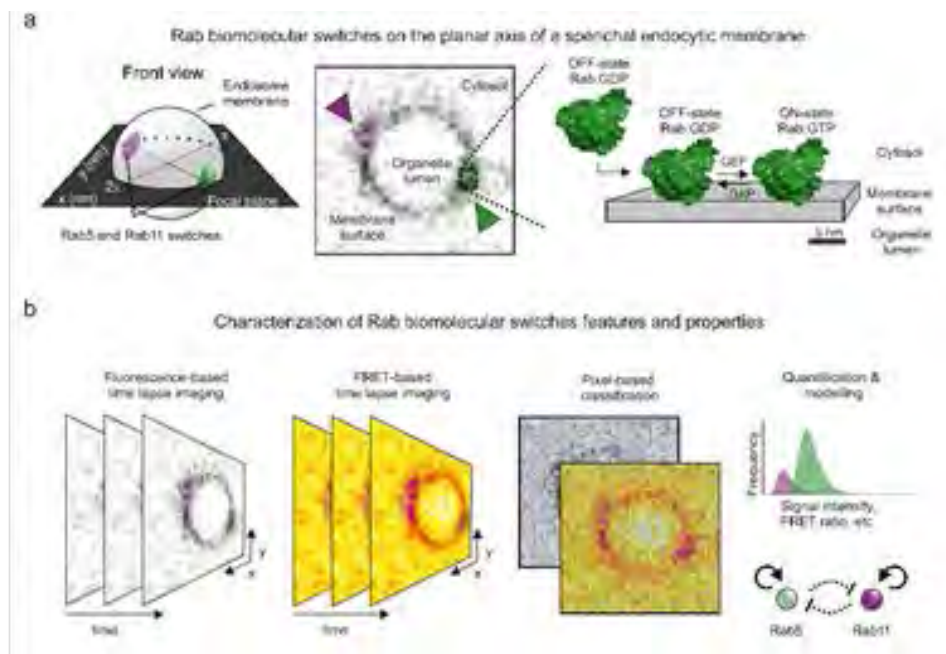 a
Rab biomolecular switches on the planar axis of a sperichal endocytic membrane
Front view
Endosome
membrane
x (nm)
Focal plane
Rab5 and Rab11 switches
Cytosol
Organelle
lumen
Membrane
surface
OFF-state
Rab GDP
OFF-state
Rab GDP
ON-state
Rab GTP
GEF
GAP
Cytosol
Membrane
surface
Organelle
lumen
5 nm
b
Characterization of Rab biomolecular switches features and properties
Fluorescence-based
time lapse imaging
y
x
time
FRET-based
time lapse imaging
y
x
time
Pixel-based
classification
Quantification &
modelling
Frequency
Signal intensity,
FRET ratio, etc
Rab5
Rab11